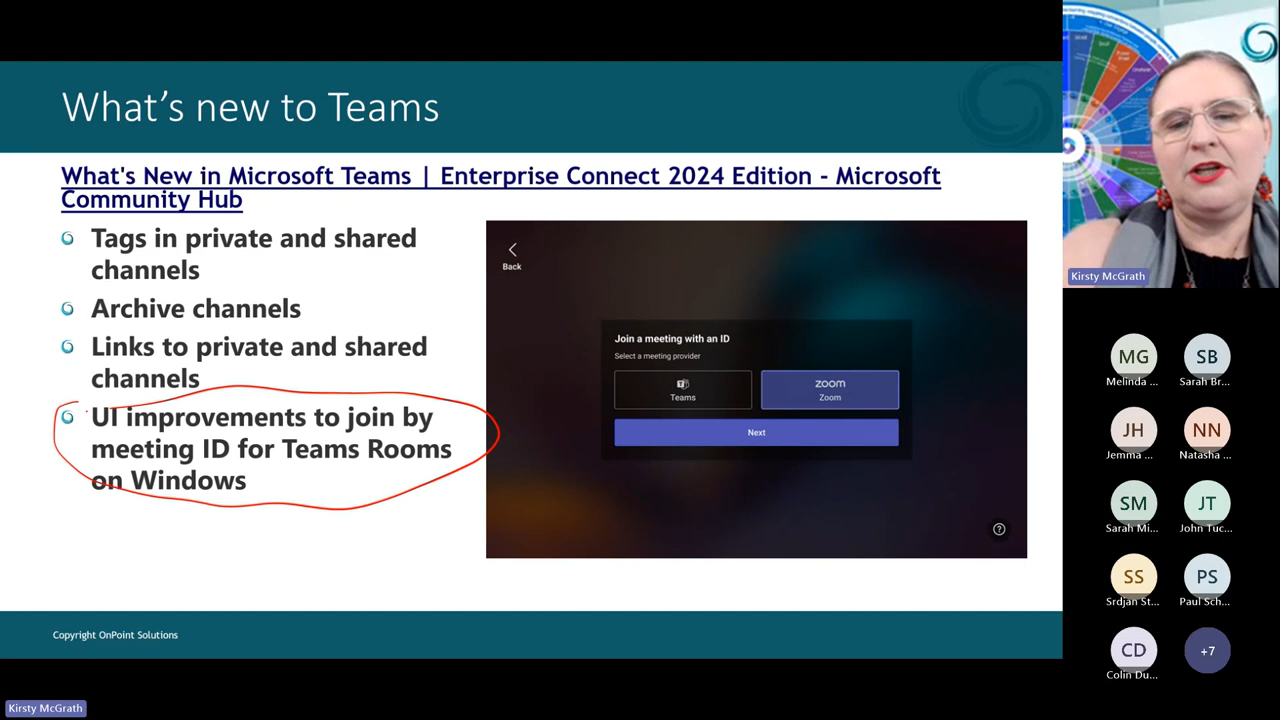 What's new to Teams
What's New in Microsoft Teams | Enterprise Connect 2024 Edition - Microsoft
Community Hub
Tags in private and shared
channels
Archive channels
Links to private and shared
channels
UI improvements to join by
meeting ID for Teams Rooms
on Windows
Back
Join a meeting with an ID
Select a meeting provider
Teams
zoom
Zoom
Next
Copyright OnPoint Solutions
Kirsty McGrath
MG
SB
Melinda ...
Sarah Br...
JH
NN
Jemma ...
Natasha ...
SM
JT
Sarah Mi...
John Tuc...
SS
PS
Srdjan St...
Paul Sch...
CD
+7
Colin Du...
Kirsty McGrath